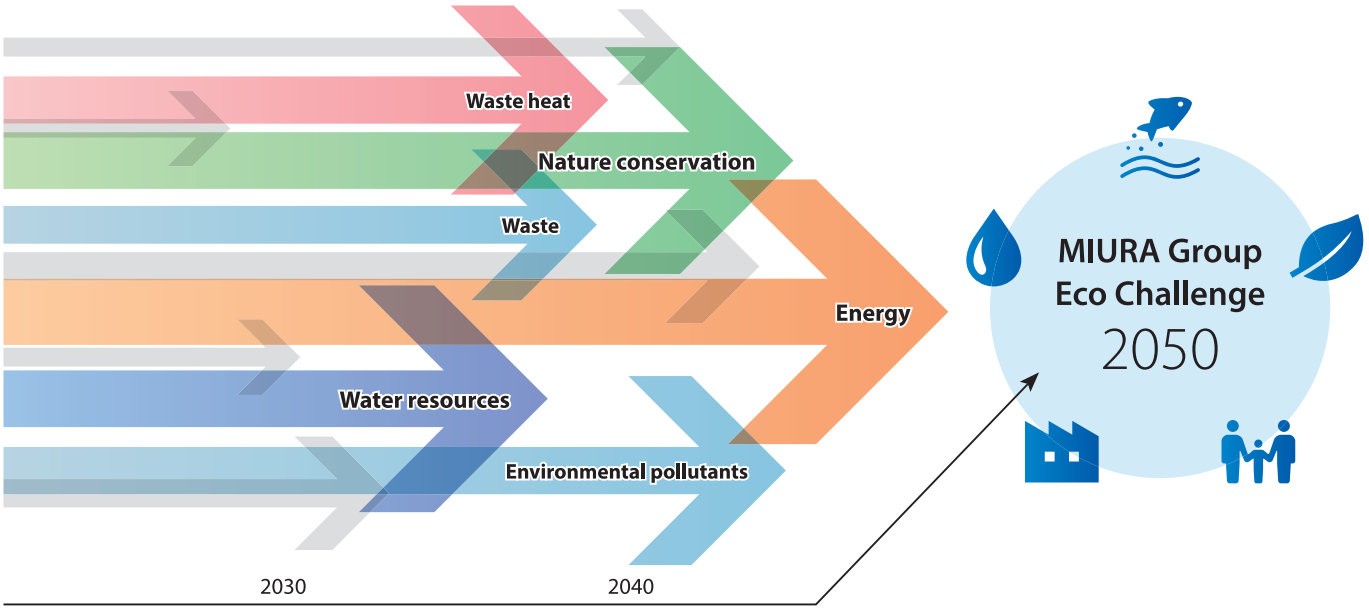 Waste heat
Nature conservation
Waste
Energy
Water resources
Environmental pollutants
2030
2040
MIURA Group
Eco Challenge
2050